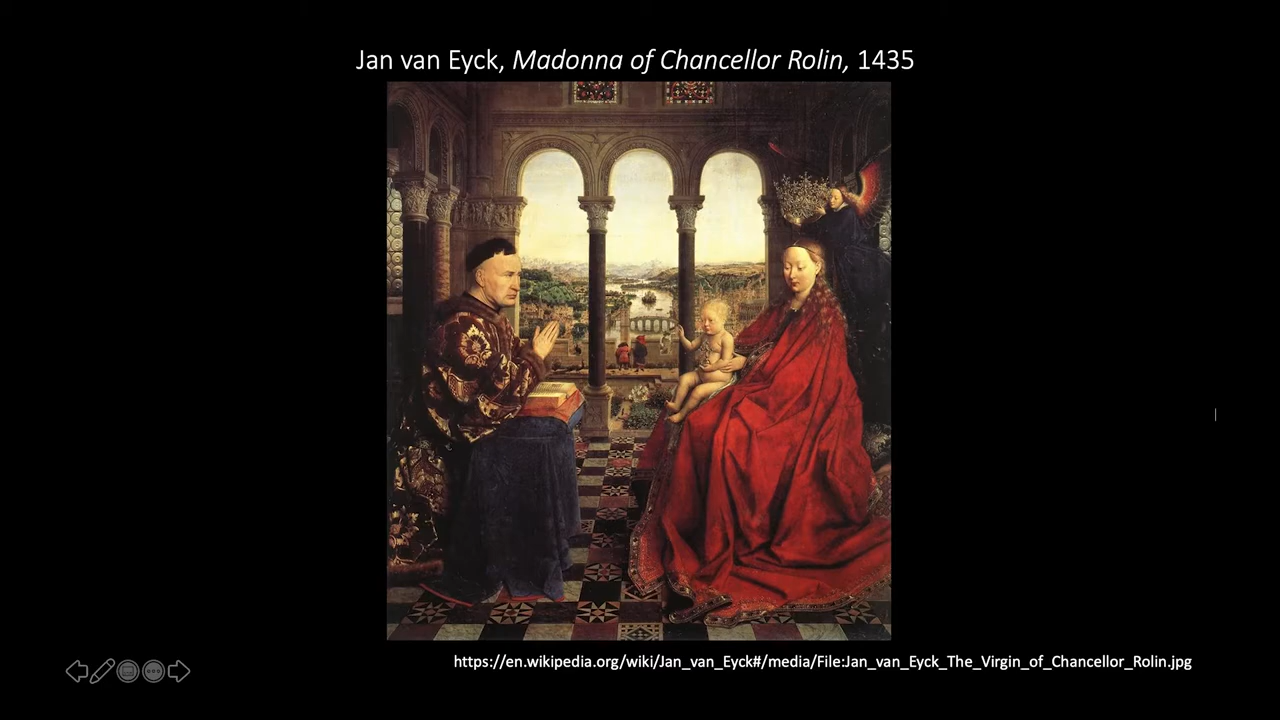 Jan van Eyck, Madonna of Chancellor Rolin, 1435
https://en.wikipedia.org/wiki/Jan_van_Eyck#/media/File:Jan_van_Eyck_The_Virgin_of_Chancellor_Rolin.jpg